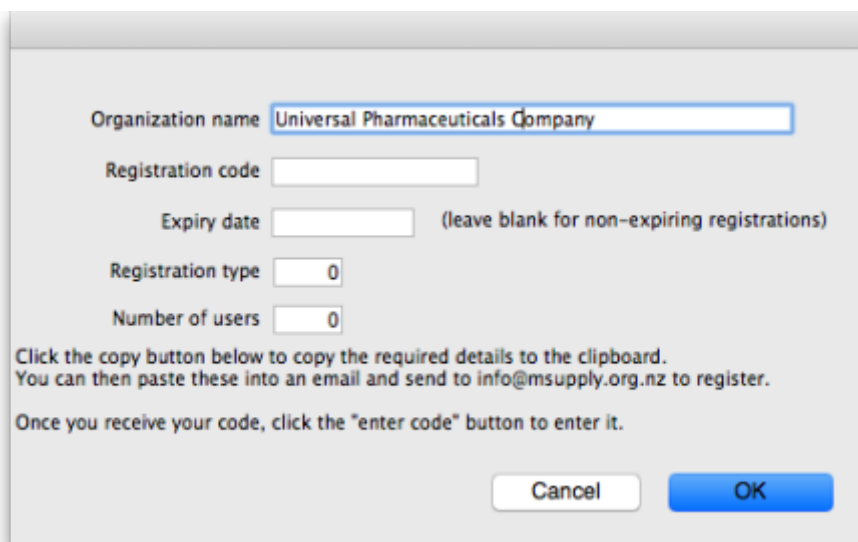 Organization name Universal Pharmaceuticals Company
Registration code
Expiry date (leave blank for non-expiring registrations)
Registration type 0
Number of users 0
Click the copy button below to copy the required details to the clipboard.
You can then paste these into an email and send to info@msupply.org.nz to register.
Once you receive your code, click the "enter code" button to enter it.
Cancel OK